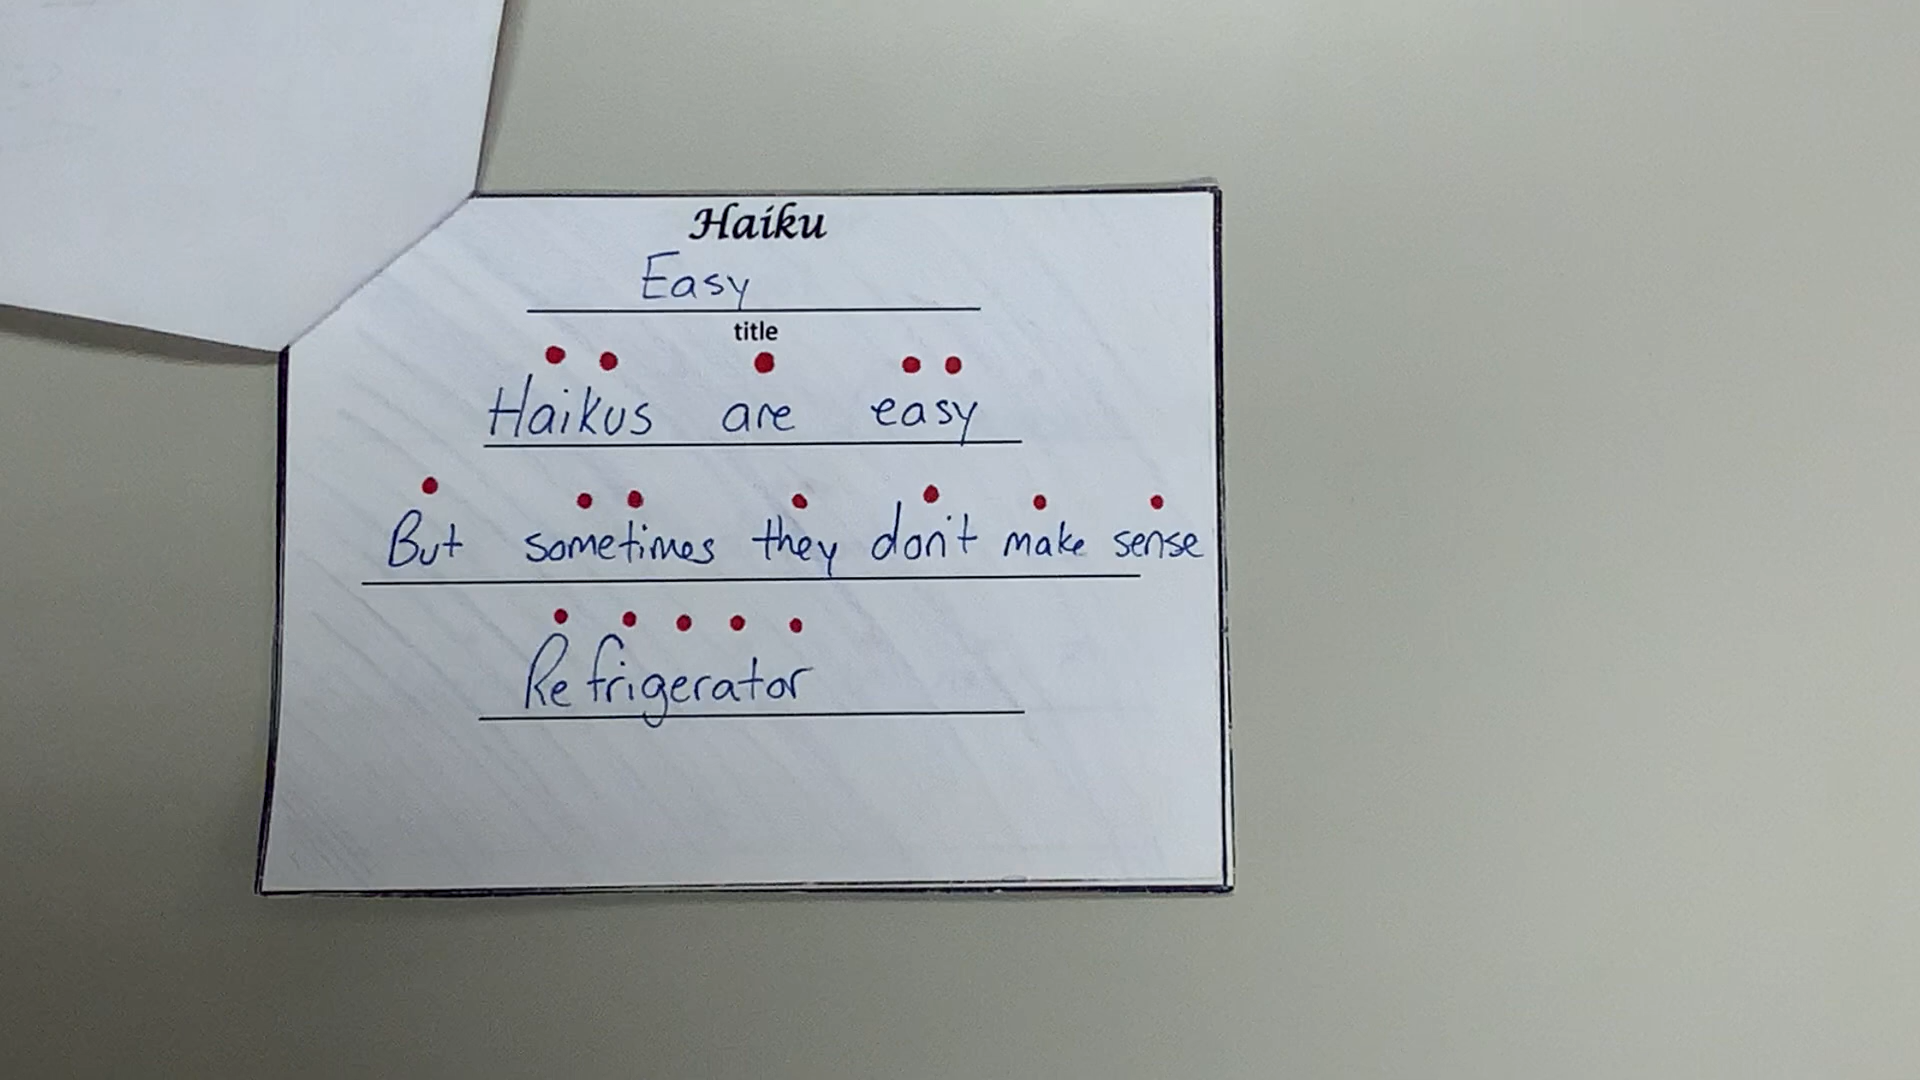 Haiku
Easy
title
Haikus are easy
But sometimes they don't make sense
Refrigerator